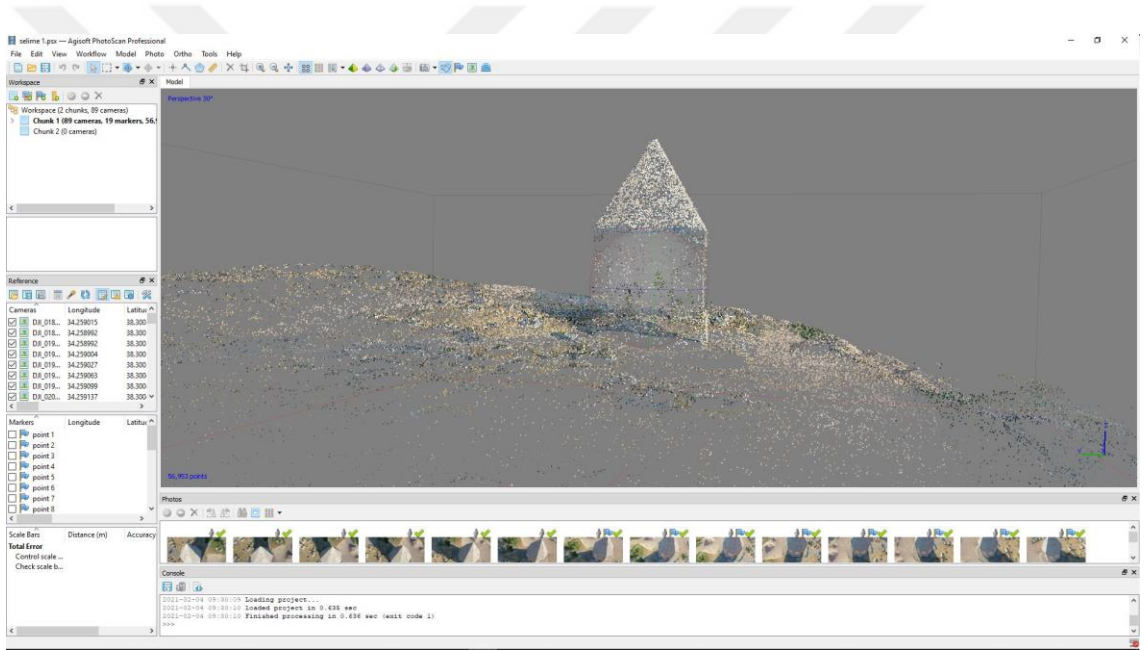 selime 1.psx — Agisoft PhotoScan Professional
File Edit View Workflow Model Photo Ortho Tools Help
Workspace
Workspace (2 chunks, 89 cameras)
Chunk 1 (89 cameras, 19 markers, 56,9
Chunk 2 (0 cameras)
Model
Perspective 30°
56,953 points
Reference
Cameras Longitude Latitu
DJI_018... 34.259015 38.300
DJI_018... 34.258992 38.300
DJI_019... 34.258992 38.300
DJI_019... 34.259004 38.300
DJI_019... 34.259027 38.300
DJI_019... 34.259063 38.300
DJI_019... 34.259099 38.300
DJI_020... 34.259137 38.300
Markers Longitude Latitu
point 1
point 2
point 3
point 4
point 5
point 6
point 7
point 8
Scale Bars Distance (m) Accuracy
Total Error
Control scale ...
Check scale b...
Photos
Console
2021-02-04 09:30:09 Loading project...
2021-02-04 09:30:10 Loaded project in 0.635 sec
2021-02-04 09:30:10 Finished processing in 0.636 sec (exit code 1)
>>>